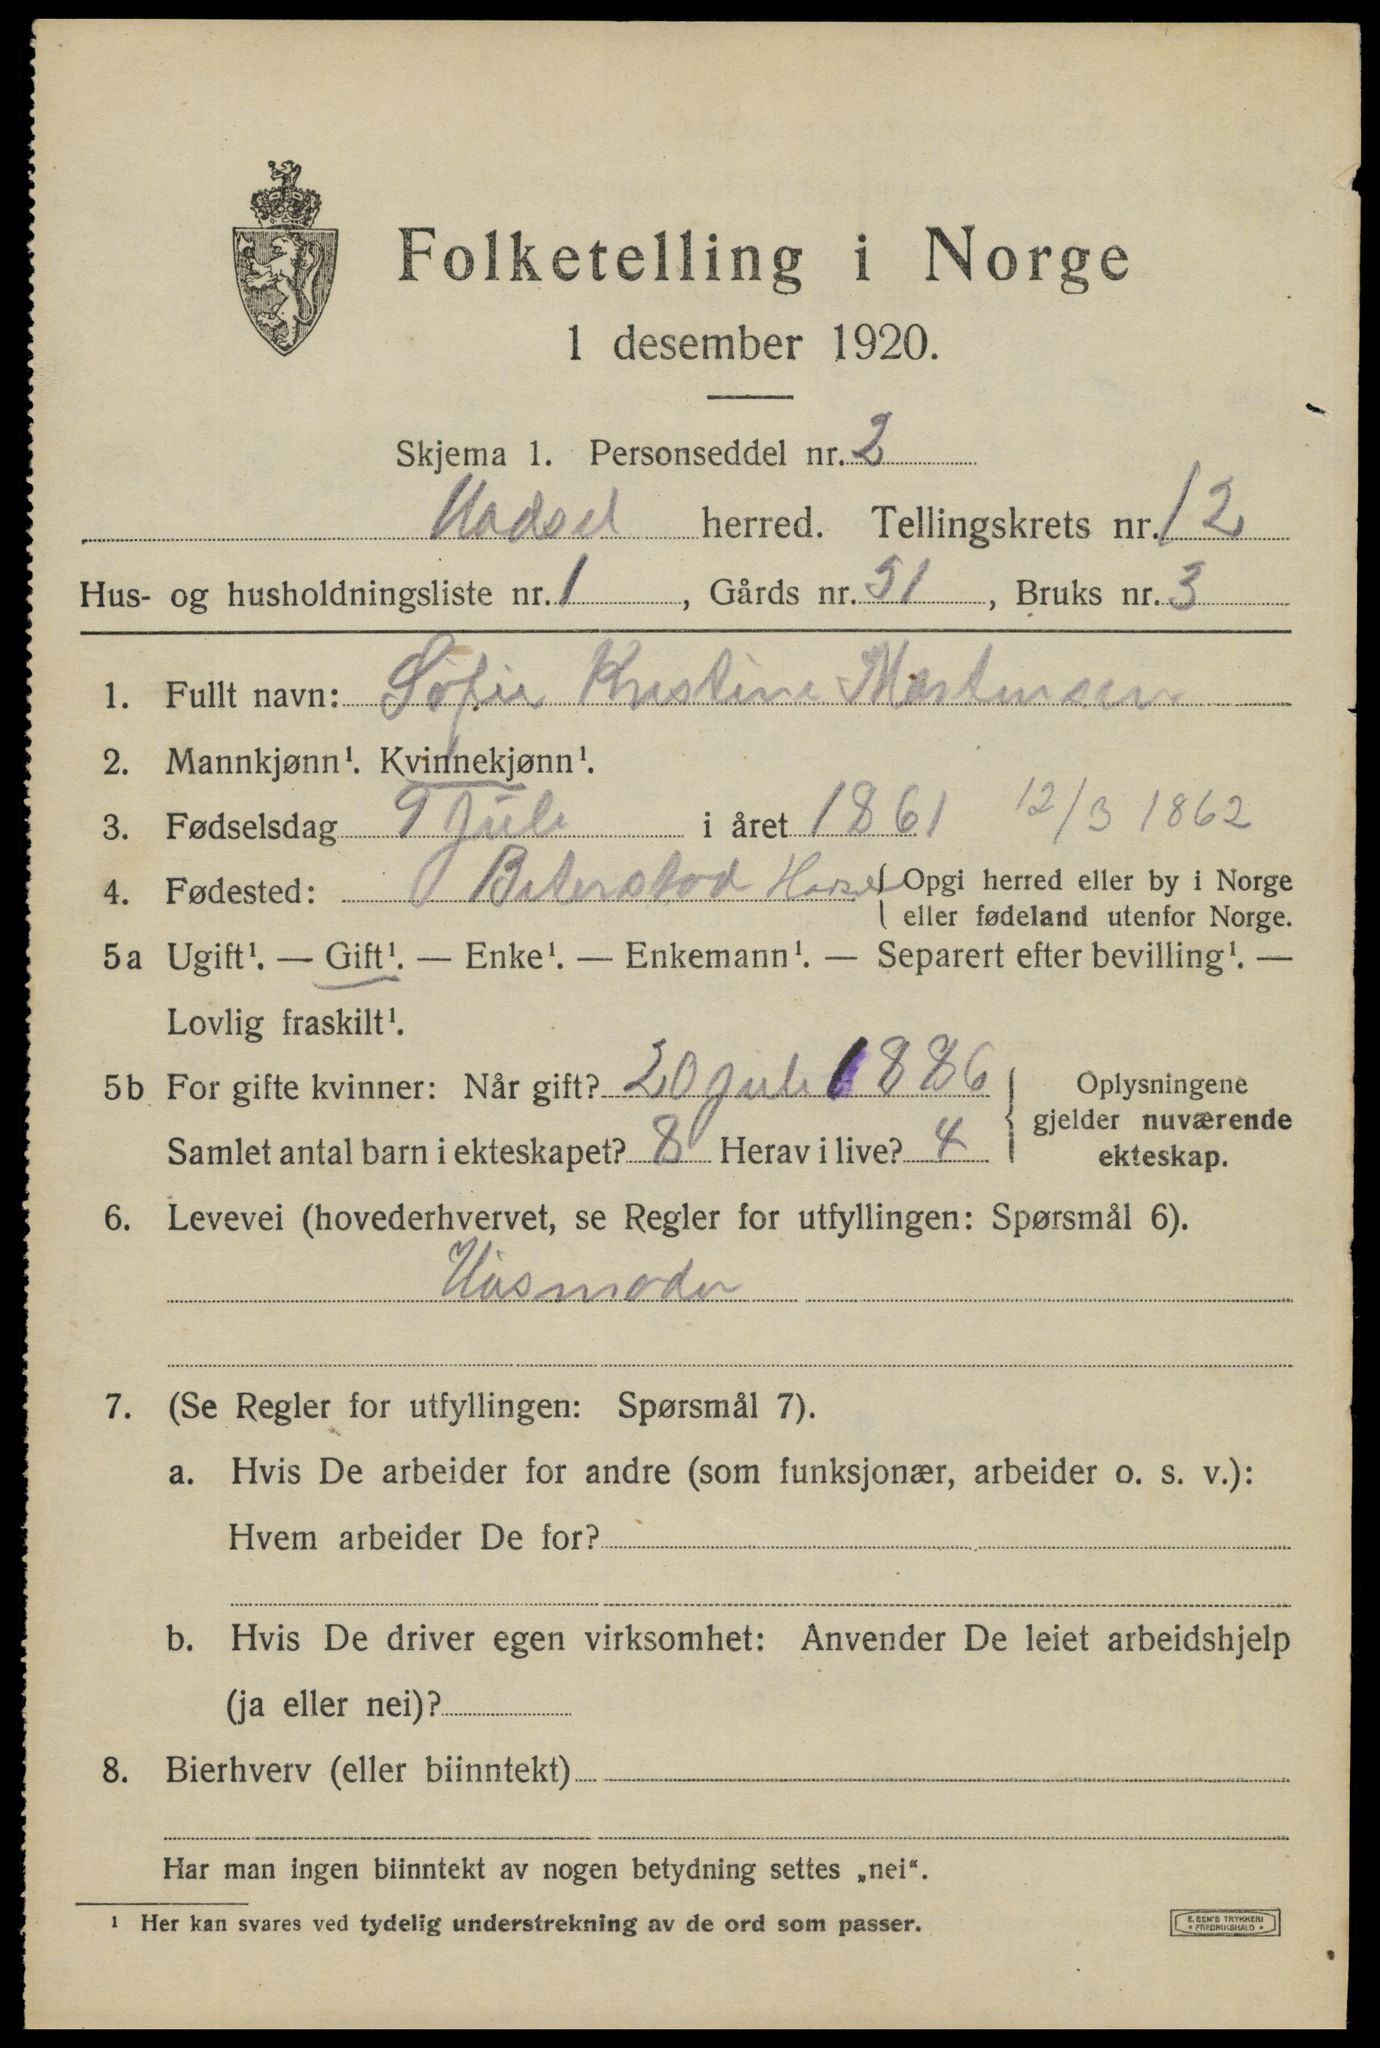 Folketelling i Norge
1 desember 1920.
Skjema 1. Personseddel nr. 2
Hadsel herred. Tellingskrets nr. 12
Hus- og husholdningsliste nr. 1, Gårds nr. 51, Bruks nr. 3
1. Fullt navn: Sofie Kristine Martinsen
2. Mannkjønn¹. Kvinnekjønn¹.
3. Fødselsdag 9 Juli i året 1861 12/3 1862
4. Fødested: Beterstad { Opgi herred eller by i Norge
eller fødeland utenfor Norge.
5a Ugift¹. — Gift¹. — Enke¹. — Enkemann¹. — Separert efter bevilling¹. —
Lovlig fraskilt¹.
5b For gifte kvinner: Når gift? 20 juli 1886 { Oplysningene
gjelder nuværende
Samlet antal barn i ekteskapet? 8 Herav i live? 4 ekteskap.
6. Levevei (hovederhvervet, se Regler for utfyllingen: Spørsmål 6).
Husmoder
7. (Se Regler for utfyllingen: Spørsmål 7).
a. Hvis De arbeider for andre (som funksjonær, arbeider o. s. v.):
Hvem arbeider De for?
b. Hvis De driver egen virksomhet: Anvender De leiet arbeidshjelp
(ja eller nei)?
8. Bierhverv (eller biinntekt)
Har man ingen biinntekt av nogen betydning settes „nei“.
¹ Her kan svares ved tydelig understrekning av de ord som passer.
E. SEM'S TRYKKERI
* FREDRIKSHALD *